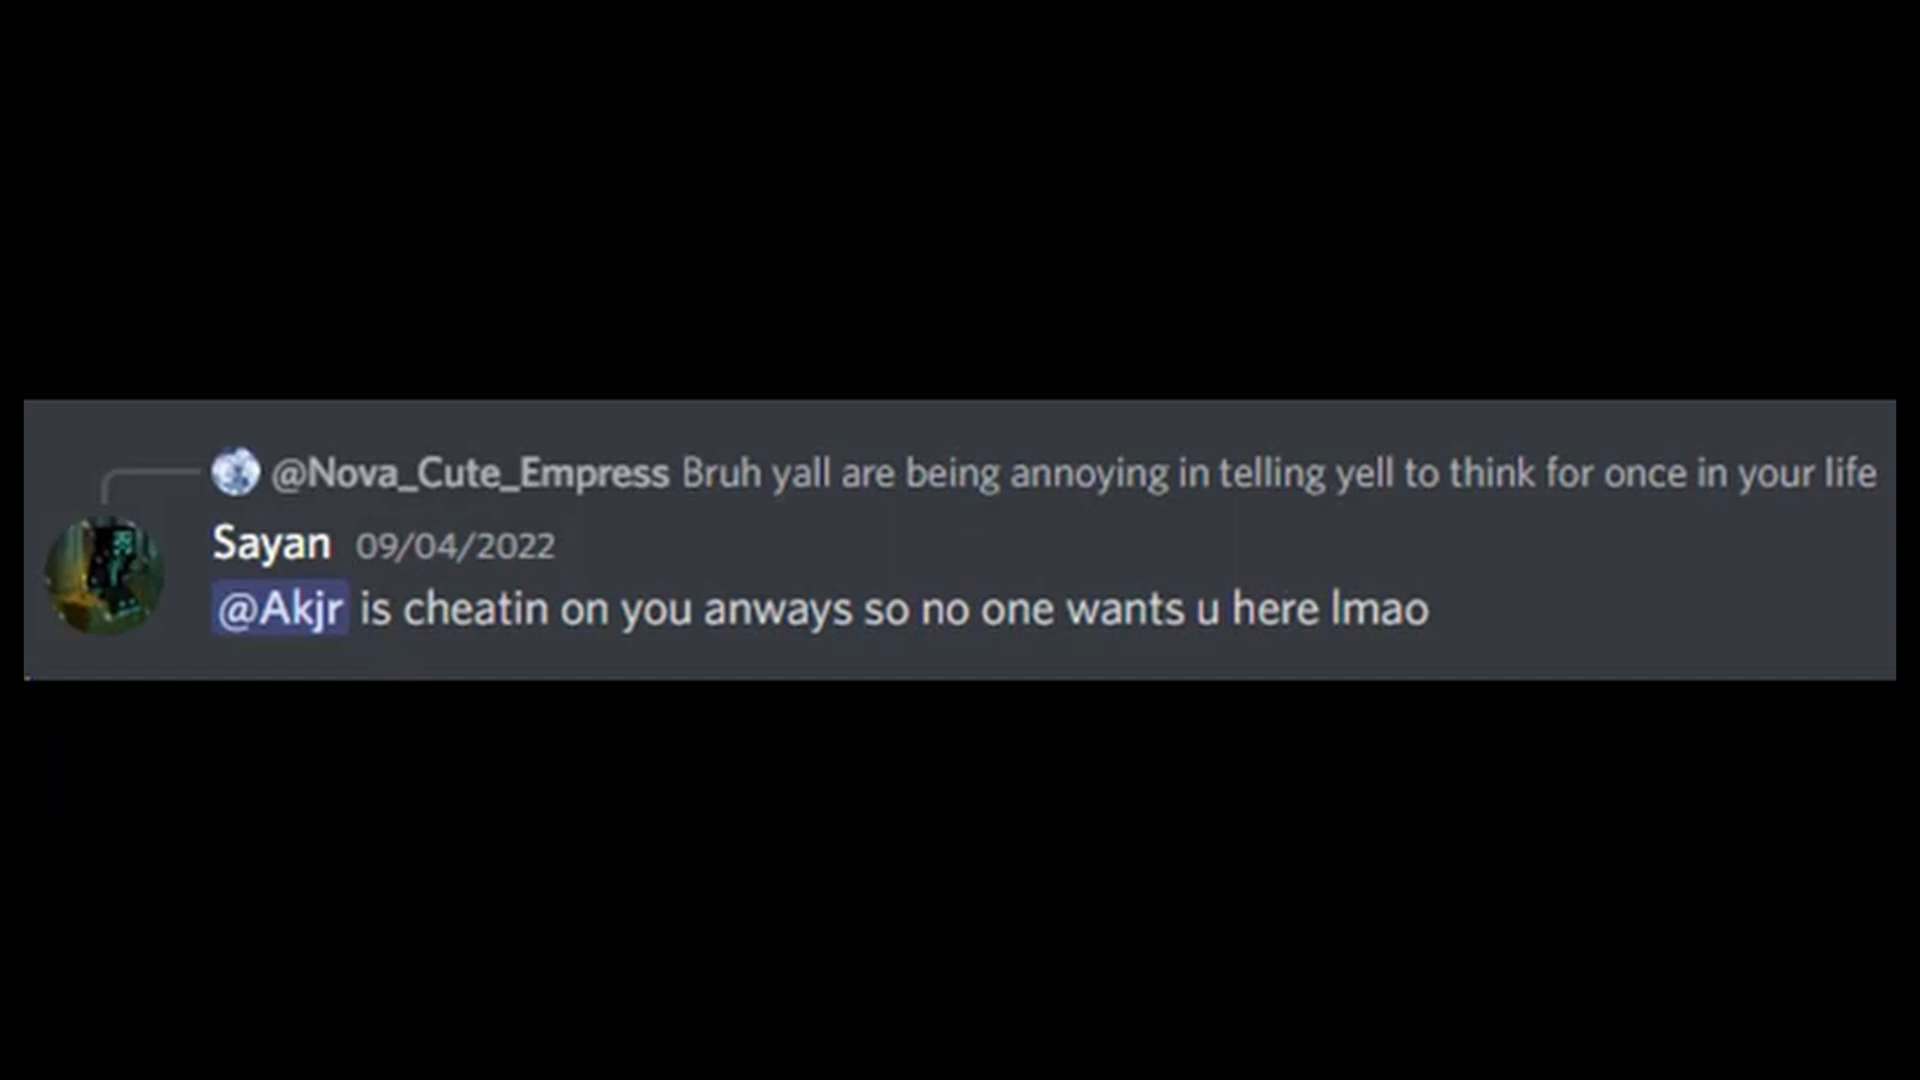 @Nova_Cute_Empress Bruh yall are being annoying in telling yell to think for once in your life
Sayan 09/04/2022
@Akjr is cheatin on you anways so no one wants u here lmao